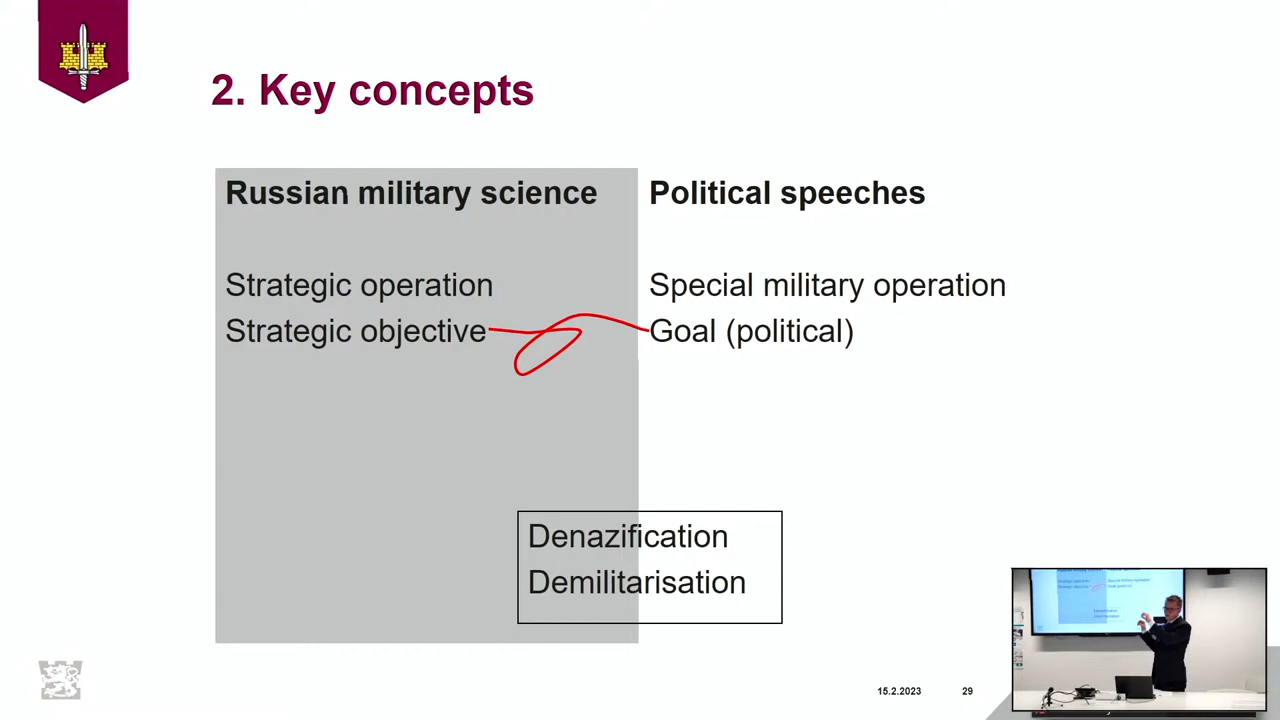 2. Key concepts
Russian military science
Political speeches
Strategic operation
Special military operation
Strategic objective
Goal (political)
Denazification
Demilitarisation
15.2.2023
29